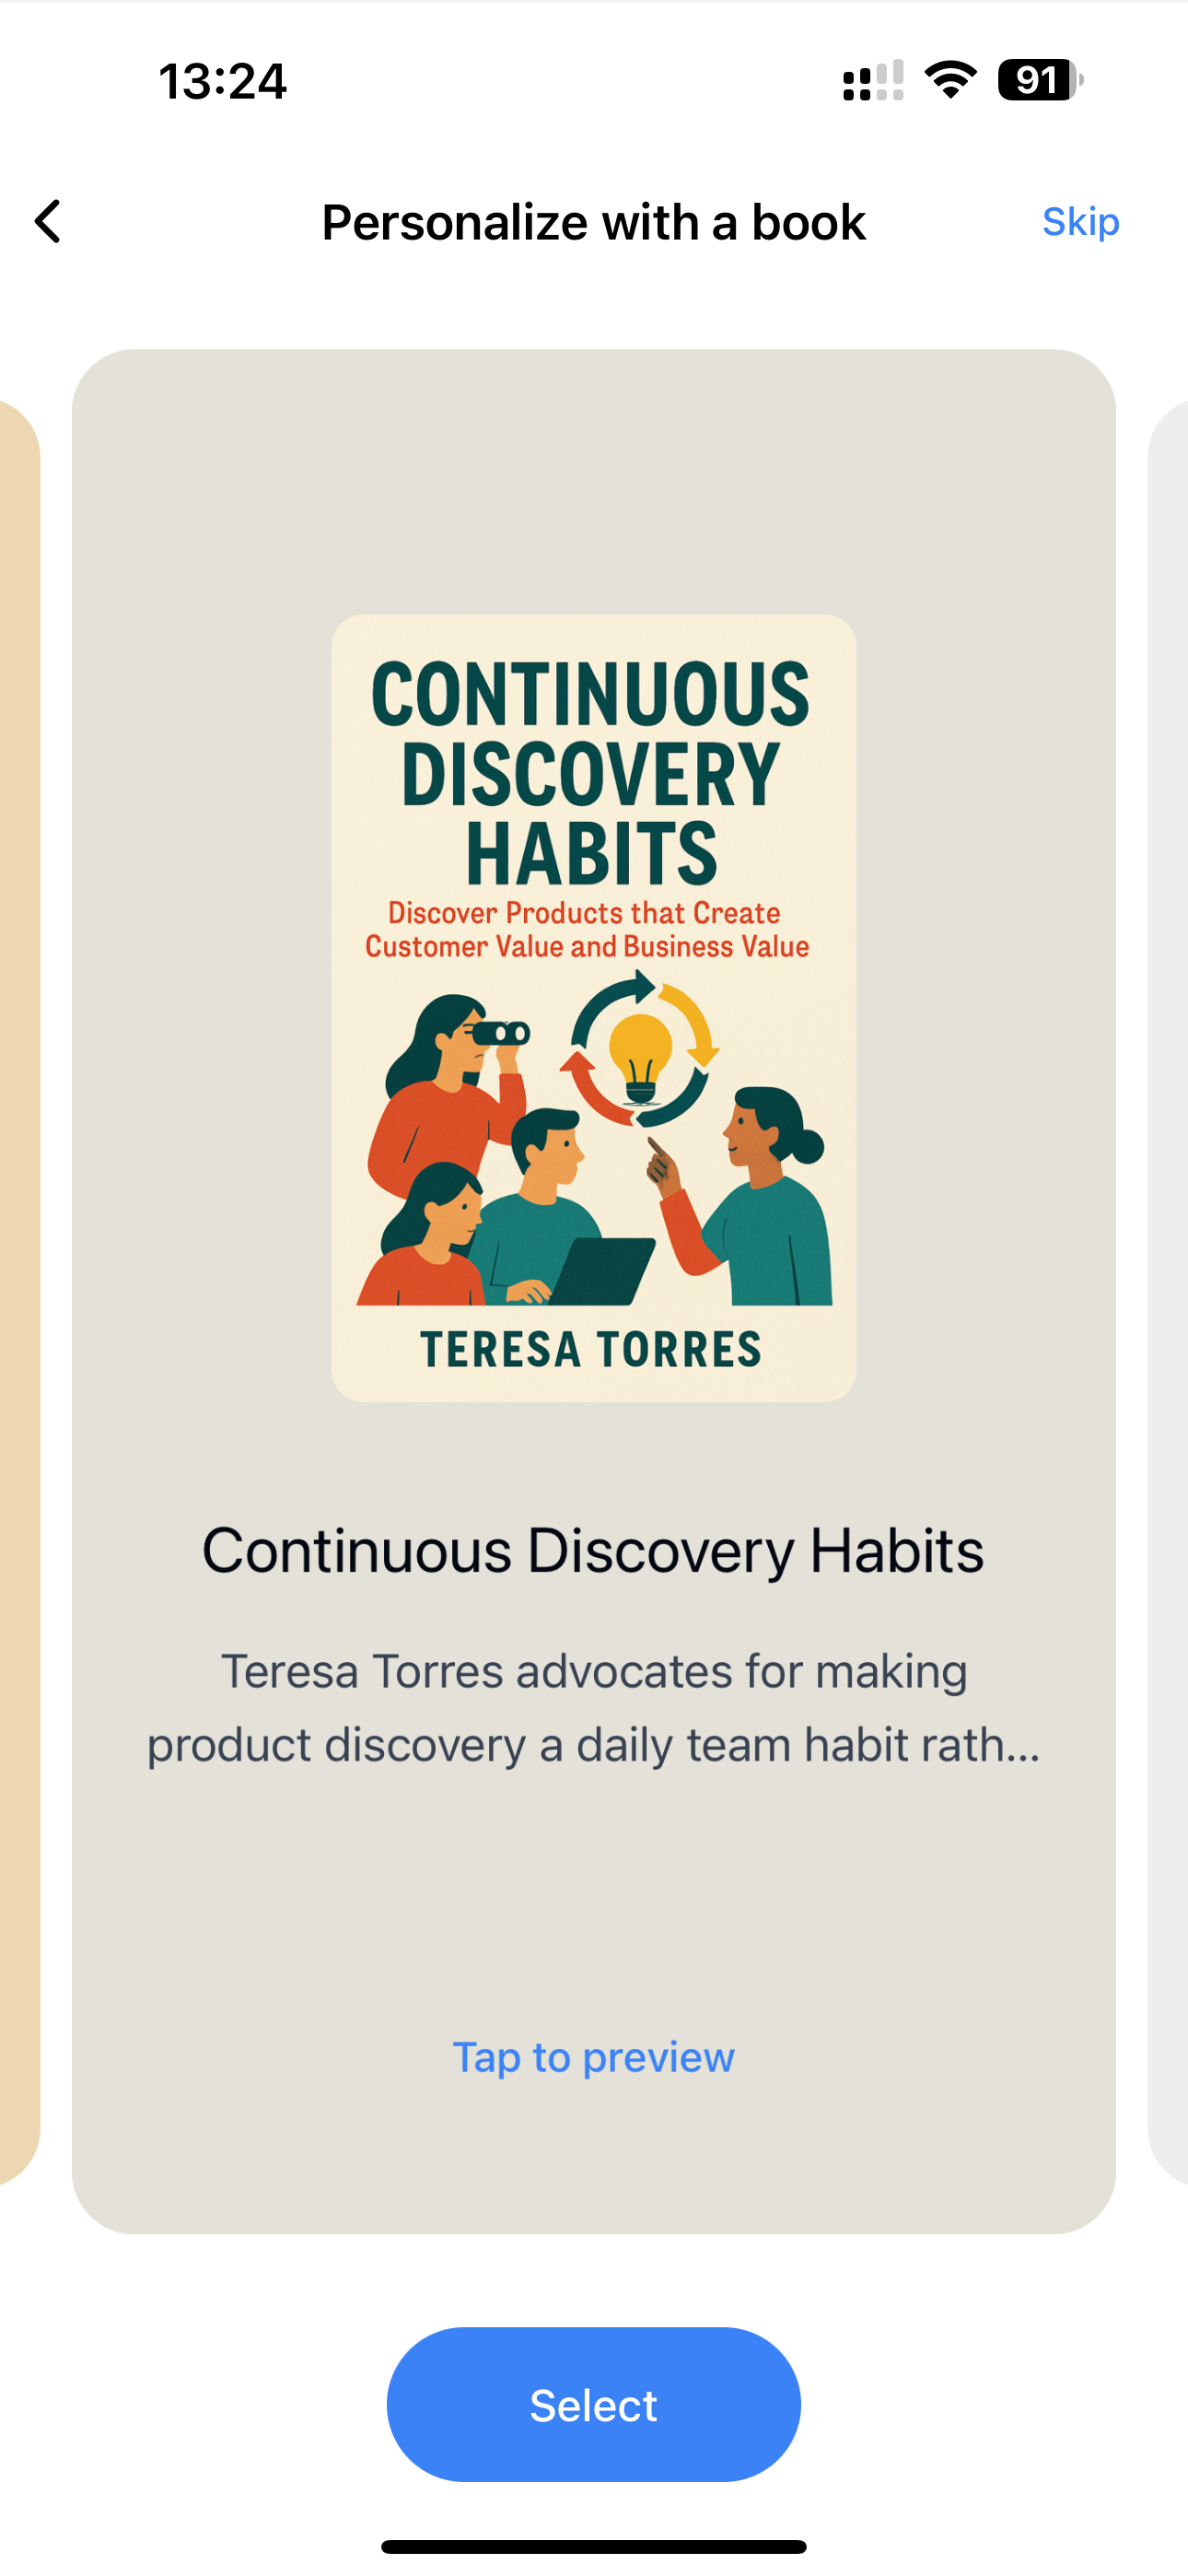 13:24
91
Personalize with a book
Skip
CONTINUOUS
DISCOVERY
HABITS
Discover Products that Create
Customer Value and Business Value
TERESA TORRES
Continuous Discovery Habits
Teresa Torres advocates for making
product discovery a daily team habit rath...
Tap to preview
Select